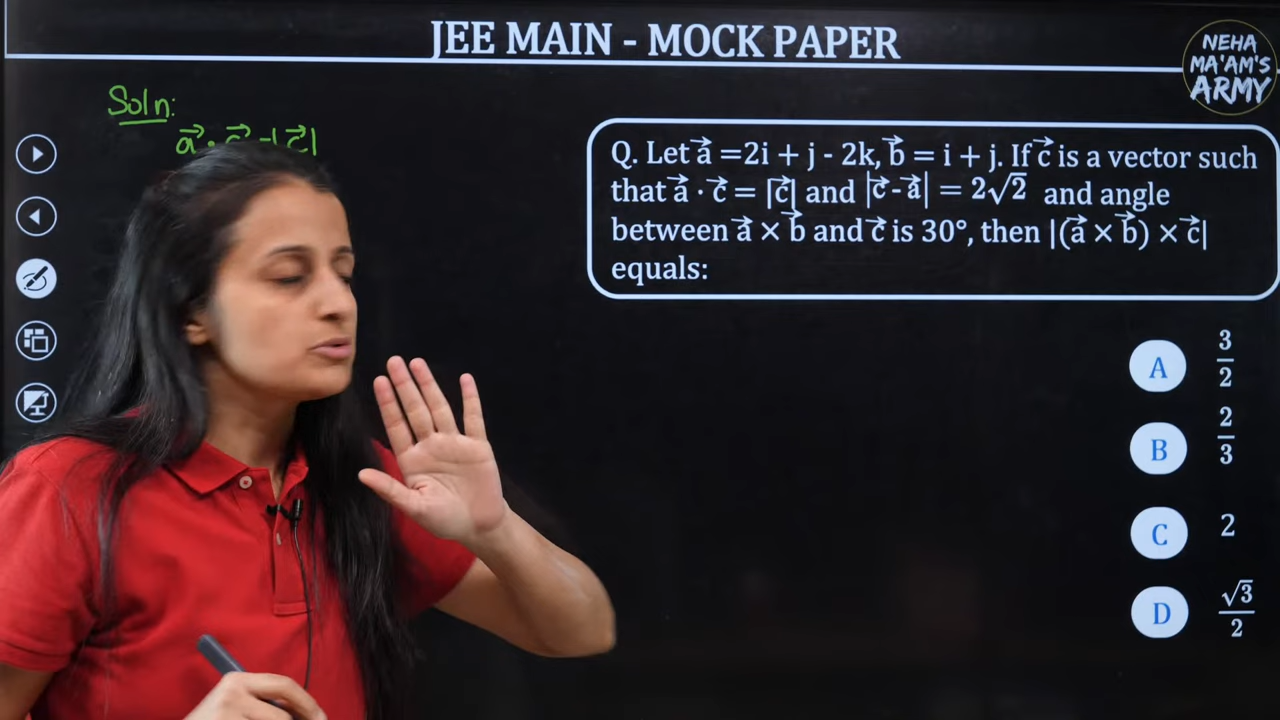 JEE MAIN - MOCK PAPER
NEHA
MA'AM'S
ARMY
Soln:
a⃗ · c⃗ = |c⃗|
Q. Let a⃗ =2i + j - 2k, b⃗ = i + j. If c⃗ is a vector such
that a⃗ · c⃗ = |c⃗| and |c⃗-a⃗| = 2√2 and angle
between a⃗ × b⃗ and c⃗ is 30°, then |(a⃗ × b⃗) × c⃗|
equals:
A 3/2
B 2/3
C 2
D √3/2